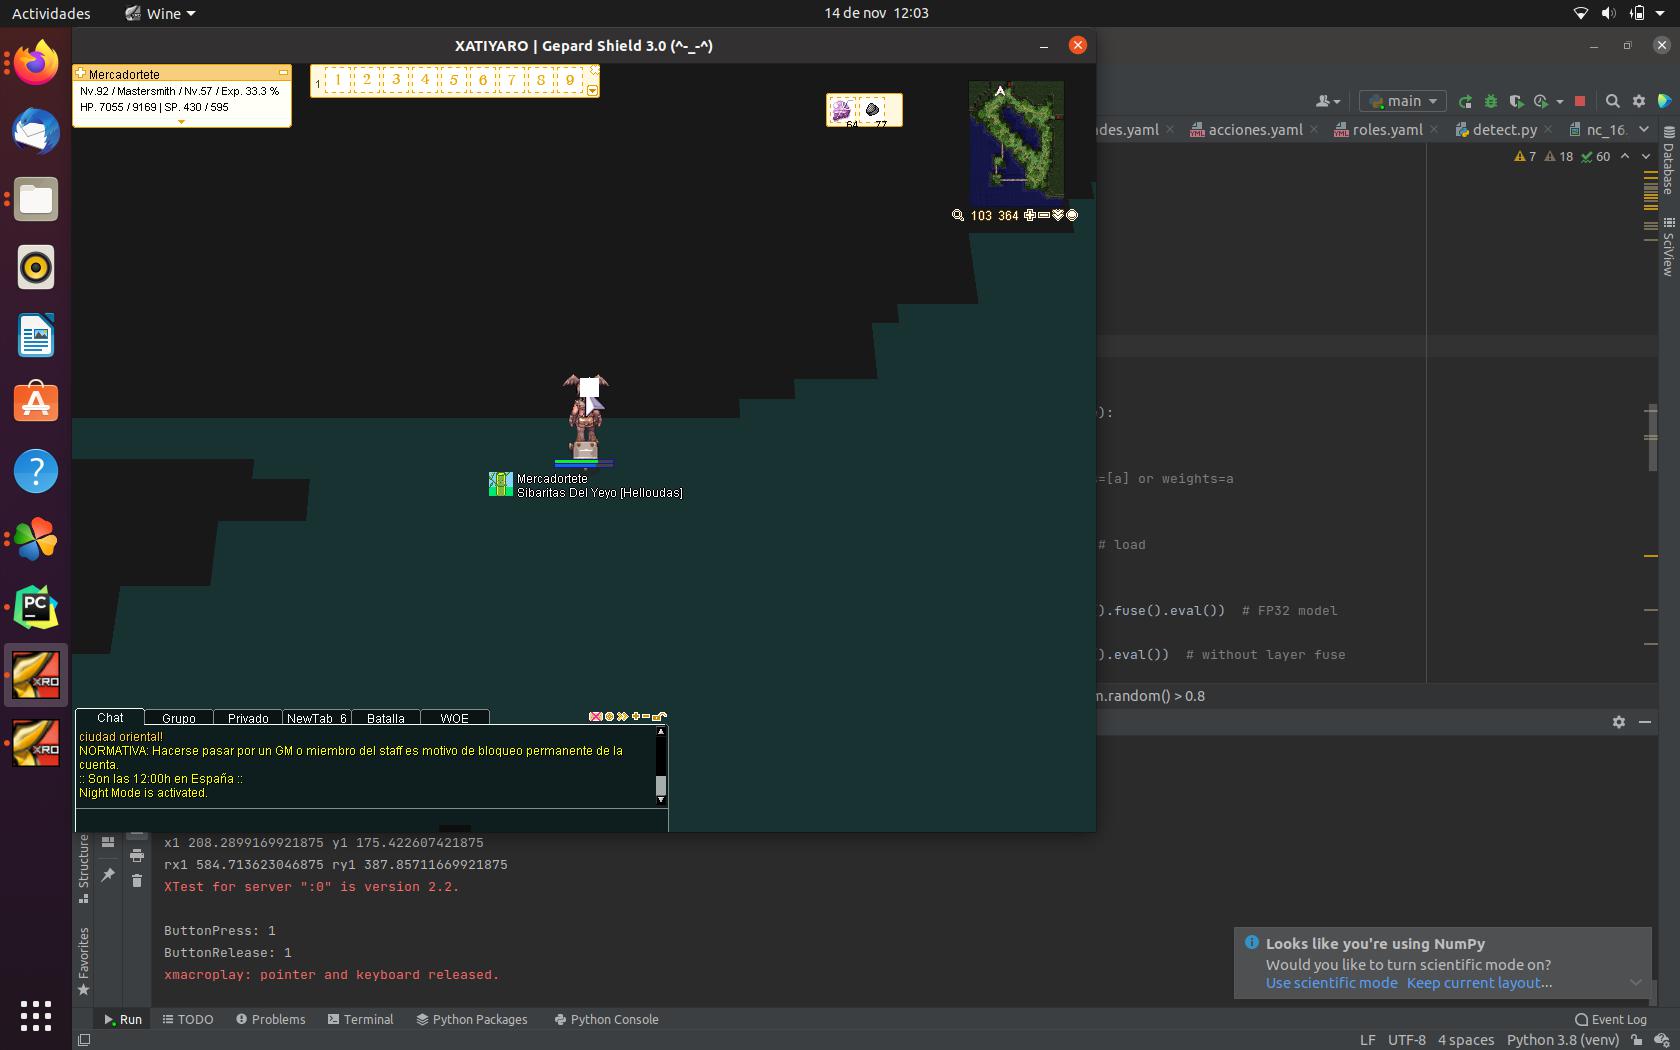 Actividades
Wine
14 de nov 12:03
XATIYARO | Gepard Shield 3.0 (^-_-^)
Mercadortete
Nv.92 / Mastersmith / Nv.57 / Exp. 33.3 %
HP. 7055 / 9169 | SP. 430 / 595
1
1 2 3 4 5 6 7 8 9
64 77
103 364
main
des.yaml
acciones.yaml
roles.yaml
detect.py
nc_16.
7 18 60
Database
SciView
):
=[a] or weights=a
# load
).fuse().eval()) # FP32 model
).eval()) # without layer fuse
m.random() > 0.8
Mercadortete
Sibaritas Del Yeyo [Helloudas]
PC
XRO
XRO
Chat
Grupo
Privado
NewTab_6
Batalla
WOE
ciudad oriental!
NORMATIVA: Hacerse pasar por un GM o miembro del staff es motivo de bloqueo permanente de la
cuenta.
:: Son las 12:00h en España ::
Night Mode is activated.
Structure
Favorites
x1 208.2899169921875 y1 175.422607421875
rx1 584.713623046875 ry1 387.85711669921875
XTest for server ":0" is version 2.2.
ButtonPress: 1
ButtonRelease: 1
xmacroplay: pointer and keyboard released.
Looks like you're using NumPy
Would you like to turn scientific mode on?
Use scientific mode Keep current layout...
Run
TODO
Problems
Terminal
Python Packages
Python Console
Event Log
LF UTF-8 4 spaces Python 3.8 (venv)